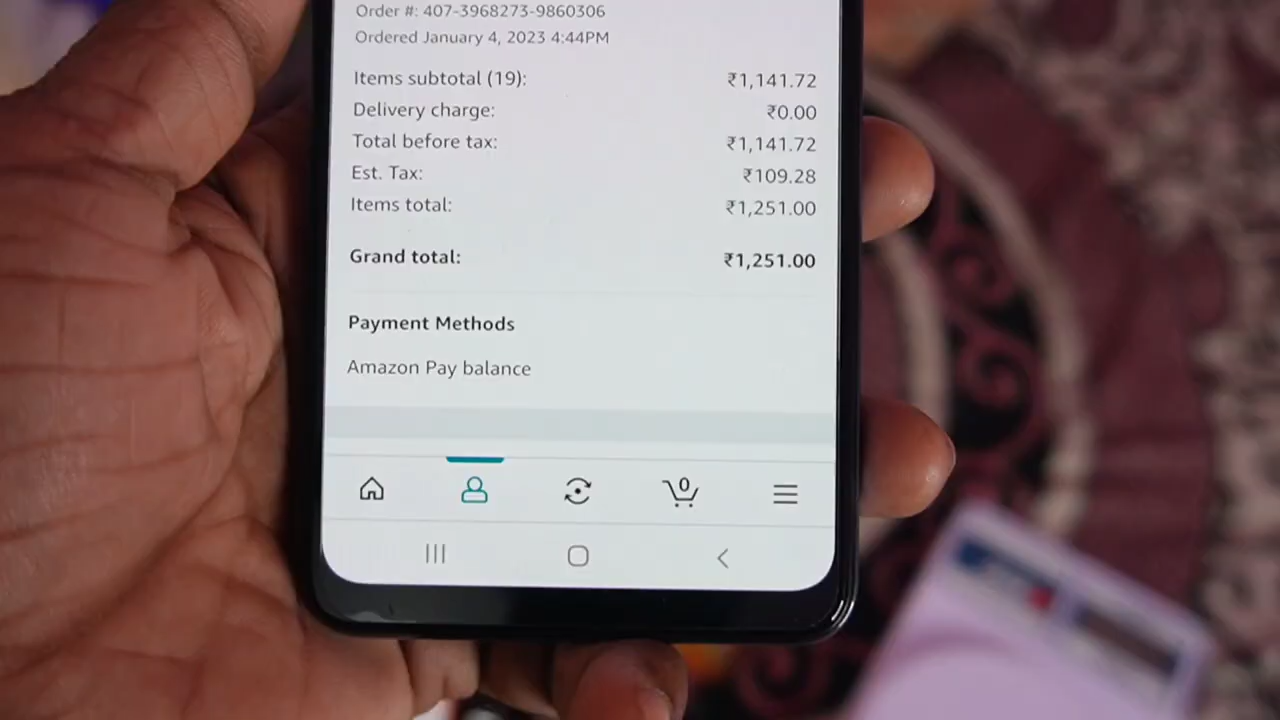 Order #: 407-3968273-9860306
Ordered January 4, 2023 4:44PM
Items subtotal (19): ₹1,141.72
Delivery charge: ₹0.00
Total before tax: ₹1,141.72
Est. Tax: ₹109.28
Items total: ₹1,251.00
Grand total: ₹1,251.00
Payment Methods
Amazon Pay balance
0